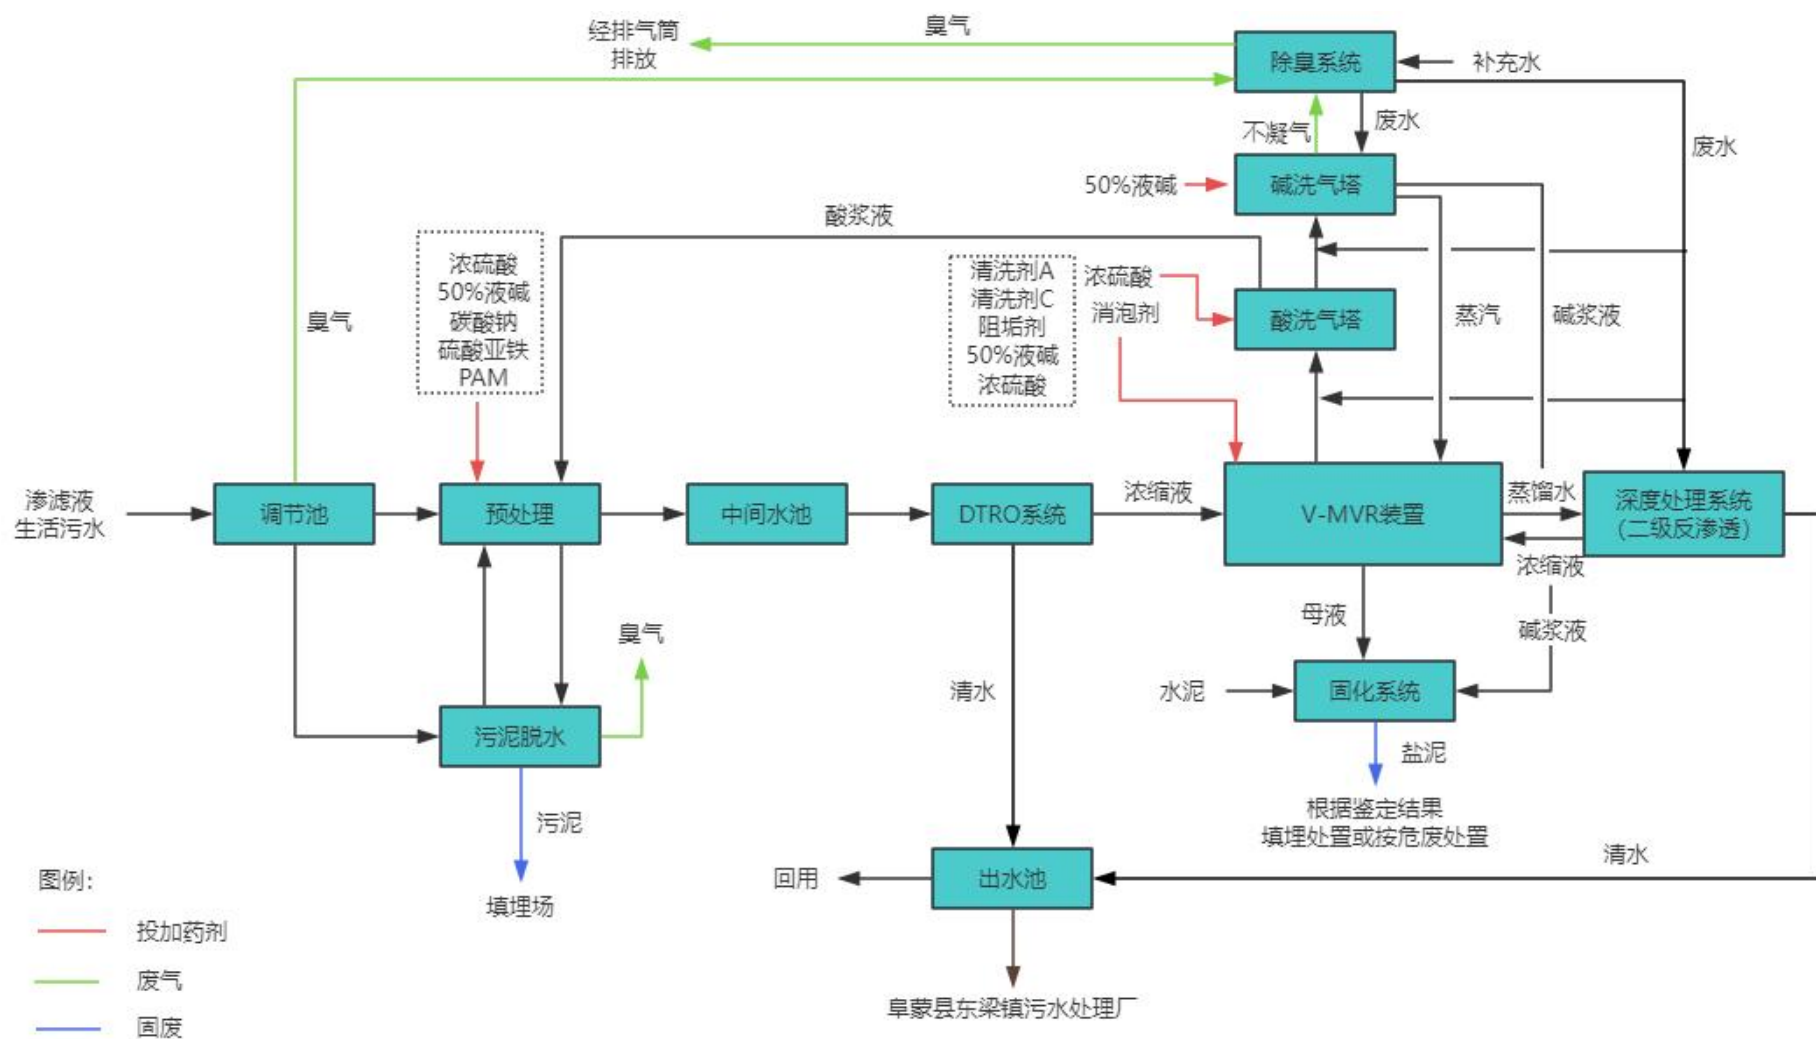 臭气
经排气筒
排放
除臭系统
补充水
不凝气
废水
废水
50%液碱
碱洗气塔
酸浆液
浓硫酸
50%液碱
碳酸钠
硫酸亚铁
PAM
清洗剂A
清洗剂C
阻垢剂
50%液碱
浓硫酸
浓硫酸
消泡剂
酸洗气塔
蒸汽
碱浆液
臭气
渗滤液
生活污水
调节池
预处理
中间水池
DTRO系统
浓缩液
V-MVR装置
蒸馏水
深度处理系统
(二级反渗透)
浓缩液
母液
碱浆液
臭气
清水
水泥
固化系统
污泥脱水
盐泥
污泥
根据鉴定结果
填埋处置或按危废处置
清水
图例:
填埋场
回用
出水池
投加药剂
废气
阜蒙县东梁镇污水处理厂
固废